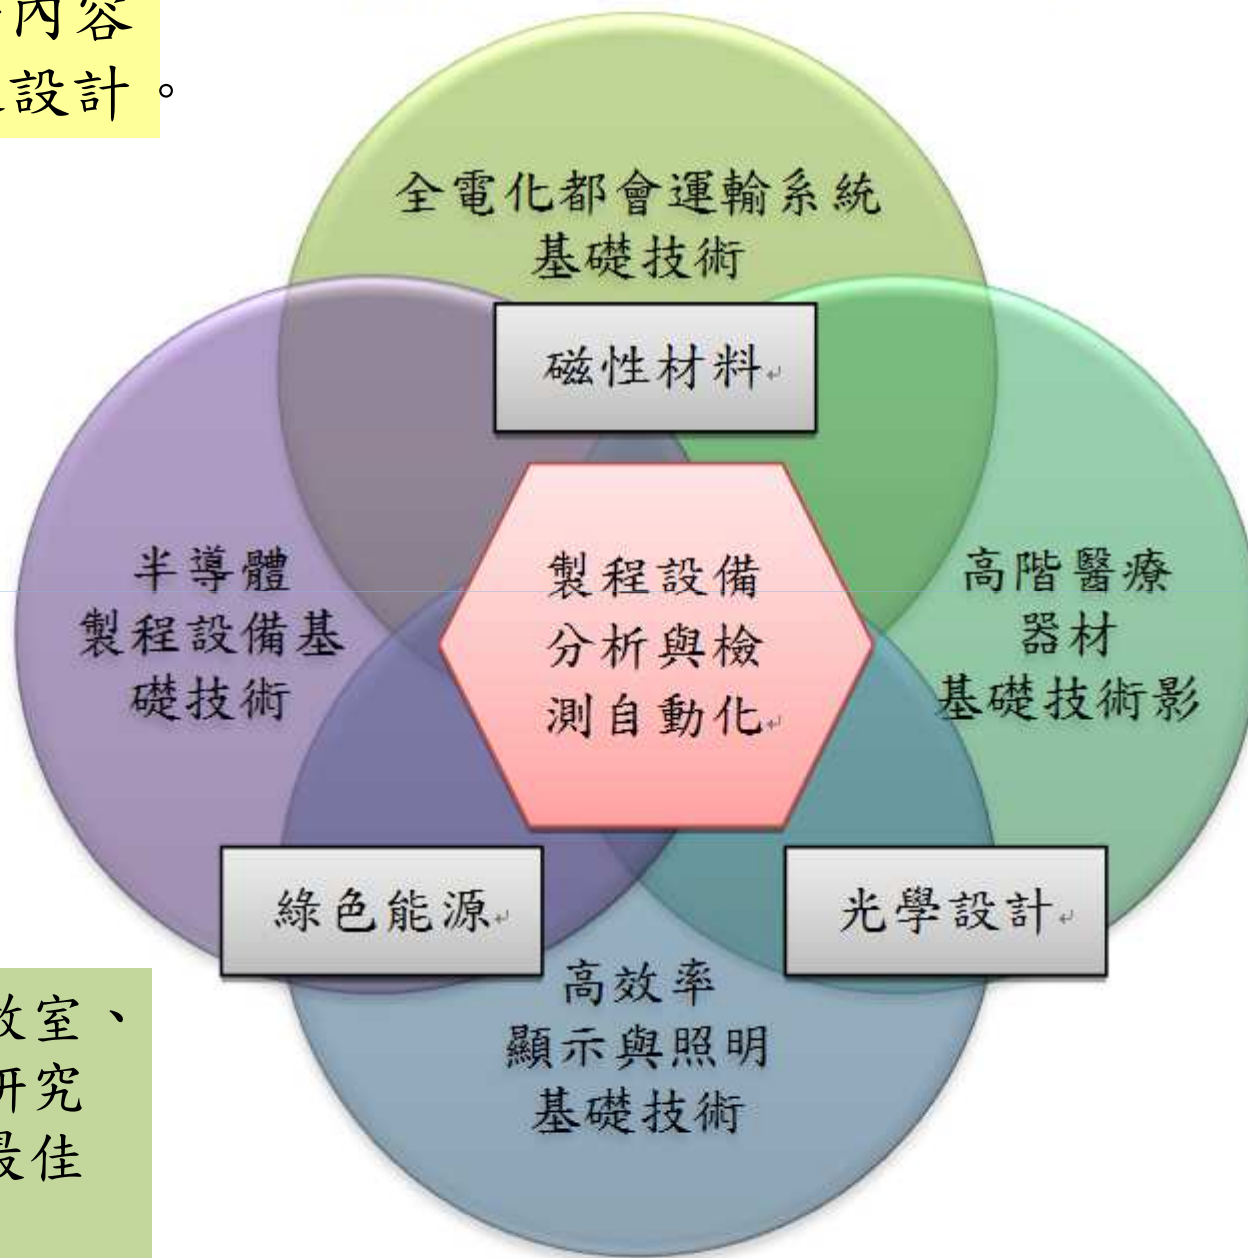 內容
設計。
全電化都會運輸系統
基礎技術
磁性材料
半導體
製程設備基
礎技術
製程設備
分析與檢
測自動化
高階醫療
器材
基礎技術影
綠色能源
光學設計
高效率
顯示與照明
基礎技術
教室、
研究
最佳